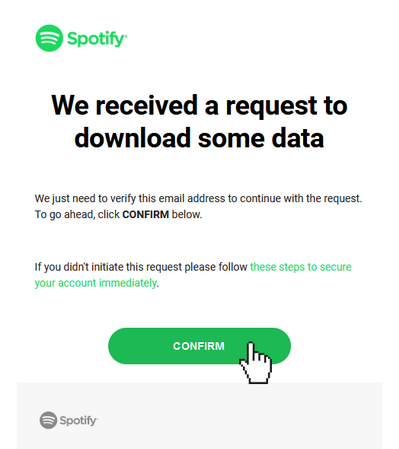 Spotify
We received a request to
download some data
We just need to verify this email address to continue with the request.
To go ahead, click CONFIRM below.
If you didn't initiate this request please follow these steps to secure
your account immediately.
CONFIRM
Spotify